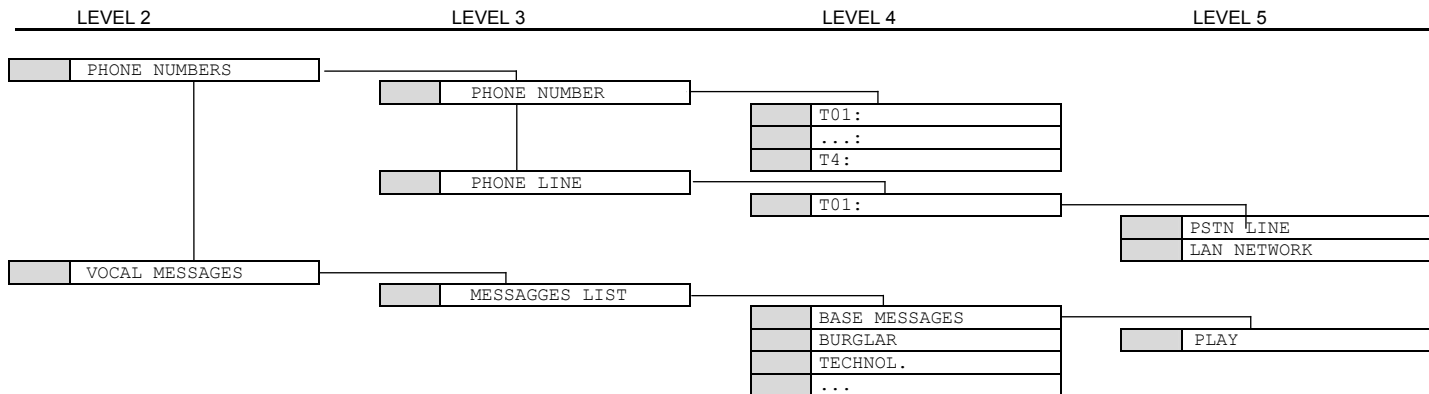 LEVEL 2 LEVEL 3 LEVEL 4 LEVEL 5
PHONE NUMBERS
PHONE NUMBER
T01:
...:
T4:
PHONE LINE
T01:
PSTN LINE
LAN NETWORK
VOCAL MESSAGES
MESSAGGES LIST
BASE MESSAGES
BURGLAR
PLAY
TECHNOL.
...